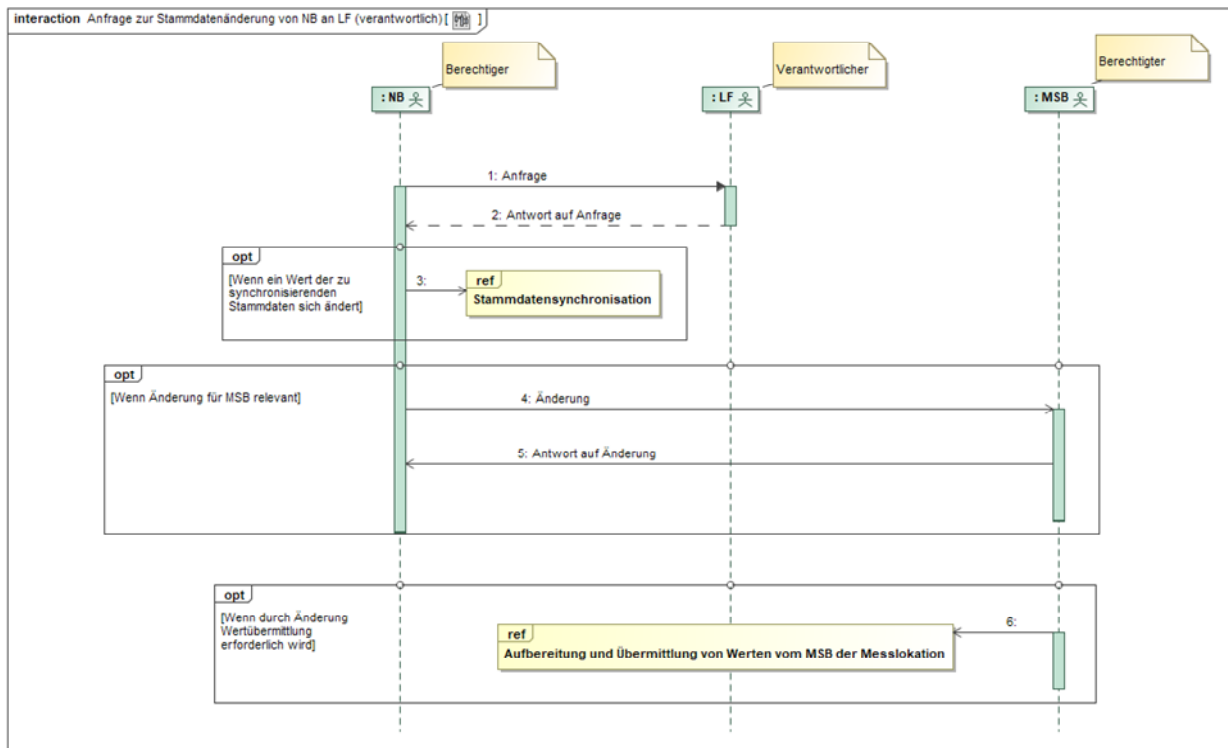 interaction Anfrage zur Stammdatenänderung von NB an LF (verantwortlich) [ ]
Berechtiger
Verantwortlicher
Berechtigter
: NB
: LF
: MSB
1: Anfrage
2: Antwort auf Anfrage
opt
[Wenn ein Wert der zu
synchronisierenden
Stammdaten sich ändert]
3:
ref
Stammdatensynchronisation
opt
[Wenn Änderung für MSB relevant]
4: Änderung
5: Antwort auf Änderung
opt
[Wenn durch Änderung
Wertübermittlung
erforderlich wird]
6:
ref
Aufbereitung und Übermittlung von Werten vom MSB der Messlokation